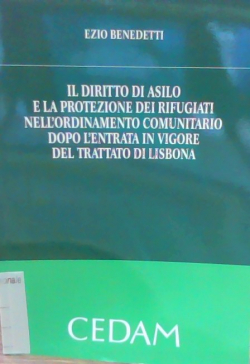 EZIO BENEDETTI
IL DIRITTO DI ASILO
E LA PROTEZIONE DEI RIFUGIATI
NELL'ORDINAMENTO COMUNITARIO
DOPO L'ENTRATA IN VIGORE
DEL TRATTATO DI LISBONA
CEDAM